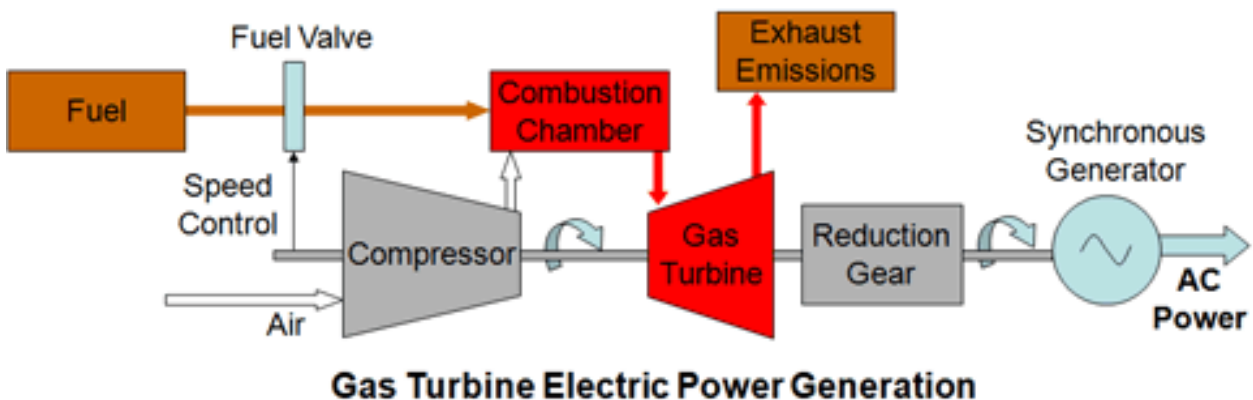 Fuel Valve
Exhaust
Emissions
Fuel
Combustion
Chamber
Synchronous
Generator
Speed
Control
Compressor
Gas
Turbine
Reduction
Gear
Air
AC
Power
Gas Turbine Electric Power Generation